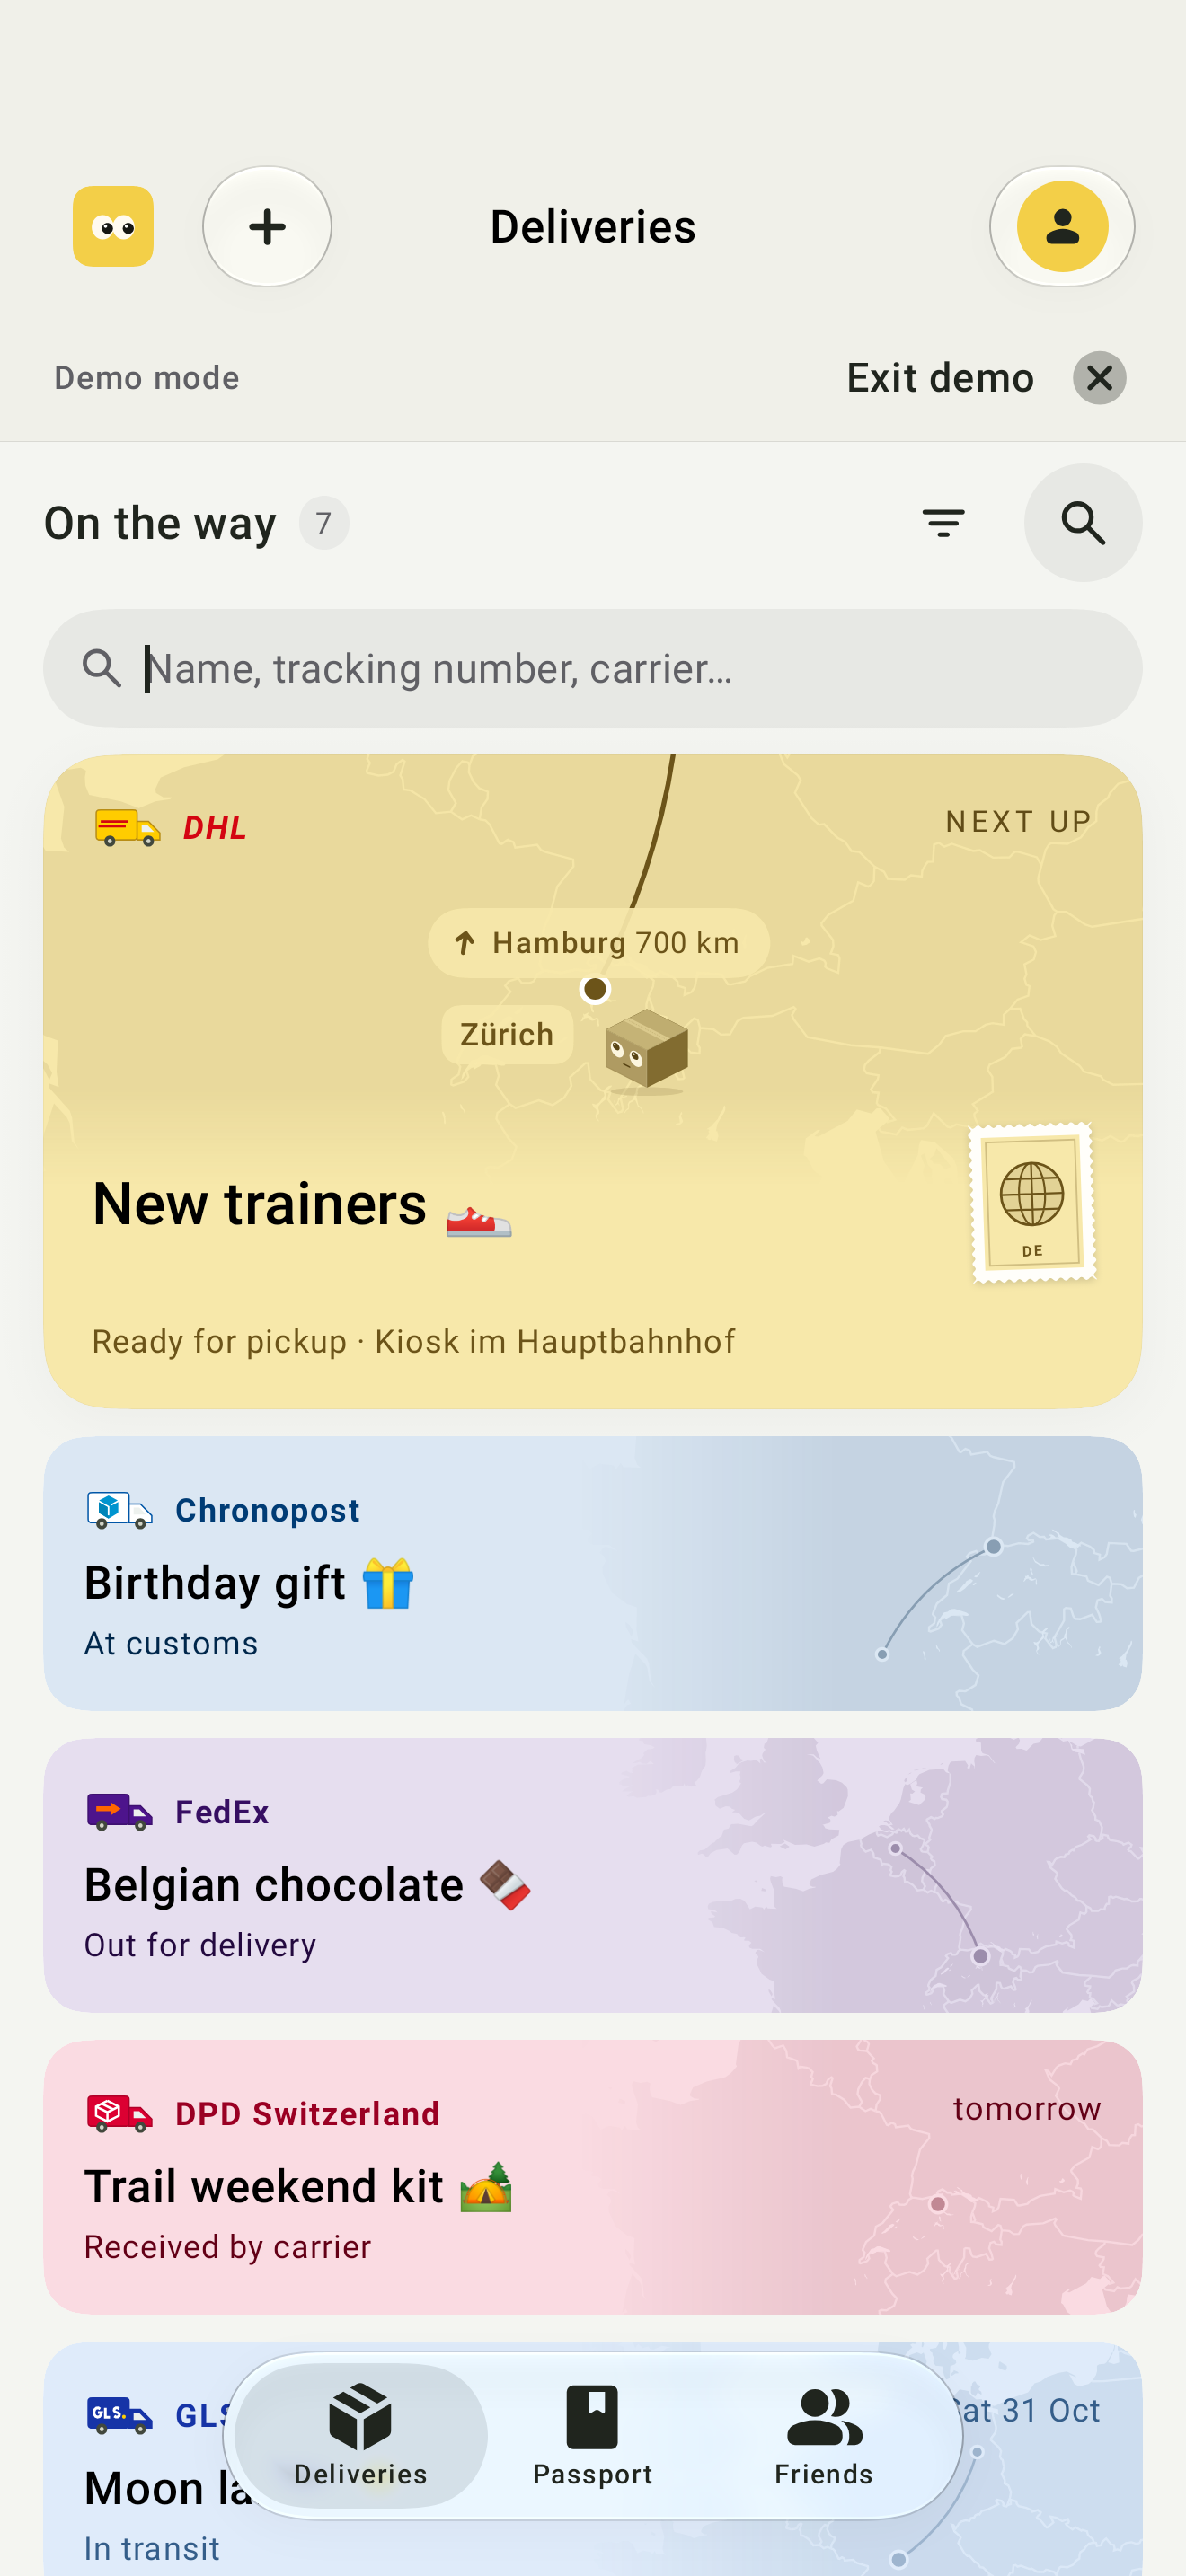 Deliveries
Demo mode
Exit demo
On the way 7
Name, tracking number, carrier…
DHL
NEXT UP
Hamburg 700 km
Zürich
New trainers
DE
Ready for pickup · Kiosk im Hauptbahnhof
Chronopost
Birthday gift
At customs
FedEx
Belgian chocolate
Out for delivery
DPD Switzerland
tomorrow
Trail weekend kit
Received by carrier
GLS.
GLS
Sat 31 Oct
Moon la
In transit
Deliveries
Passport
Friends